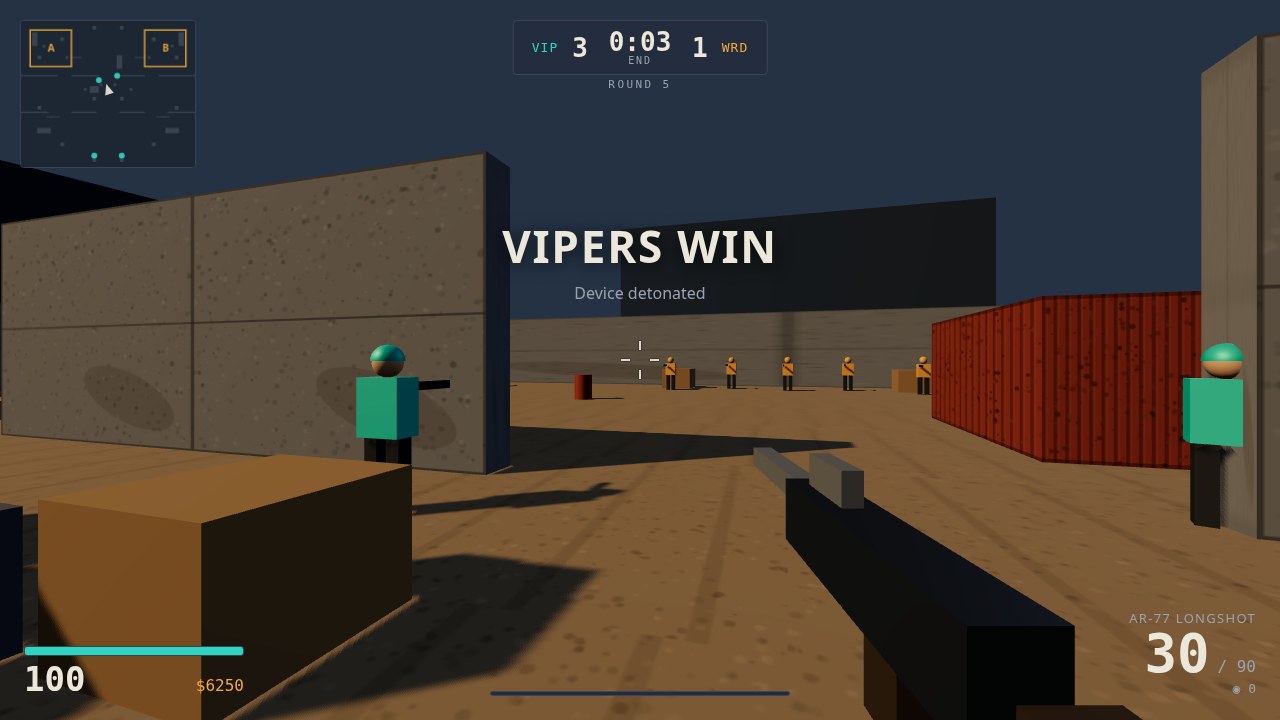 A B
VIP 3 0:03 1 WRD
END
ROUND 5
VIPERS WIN
Device detonated
AR-77 LONGSHOT
30 / 90
◉ 0
100 $6250